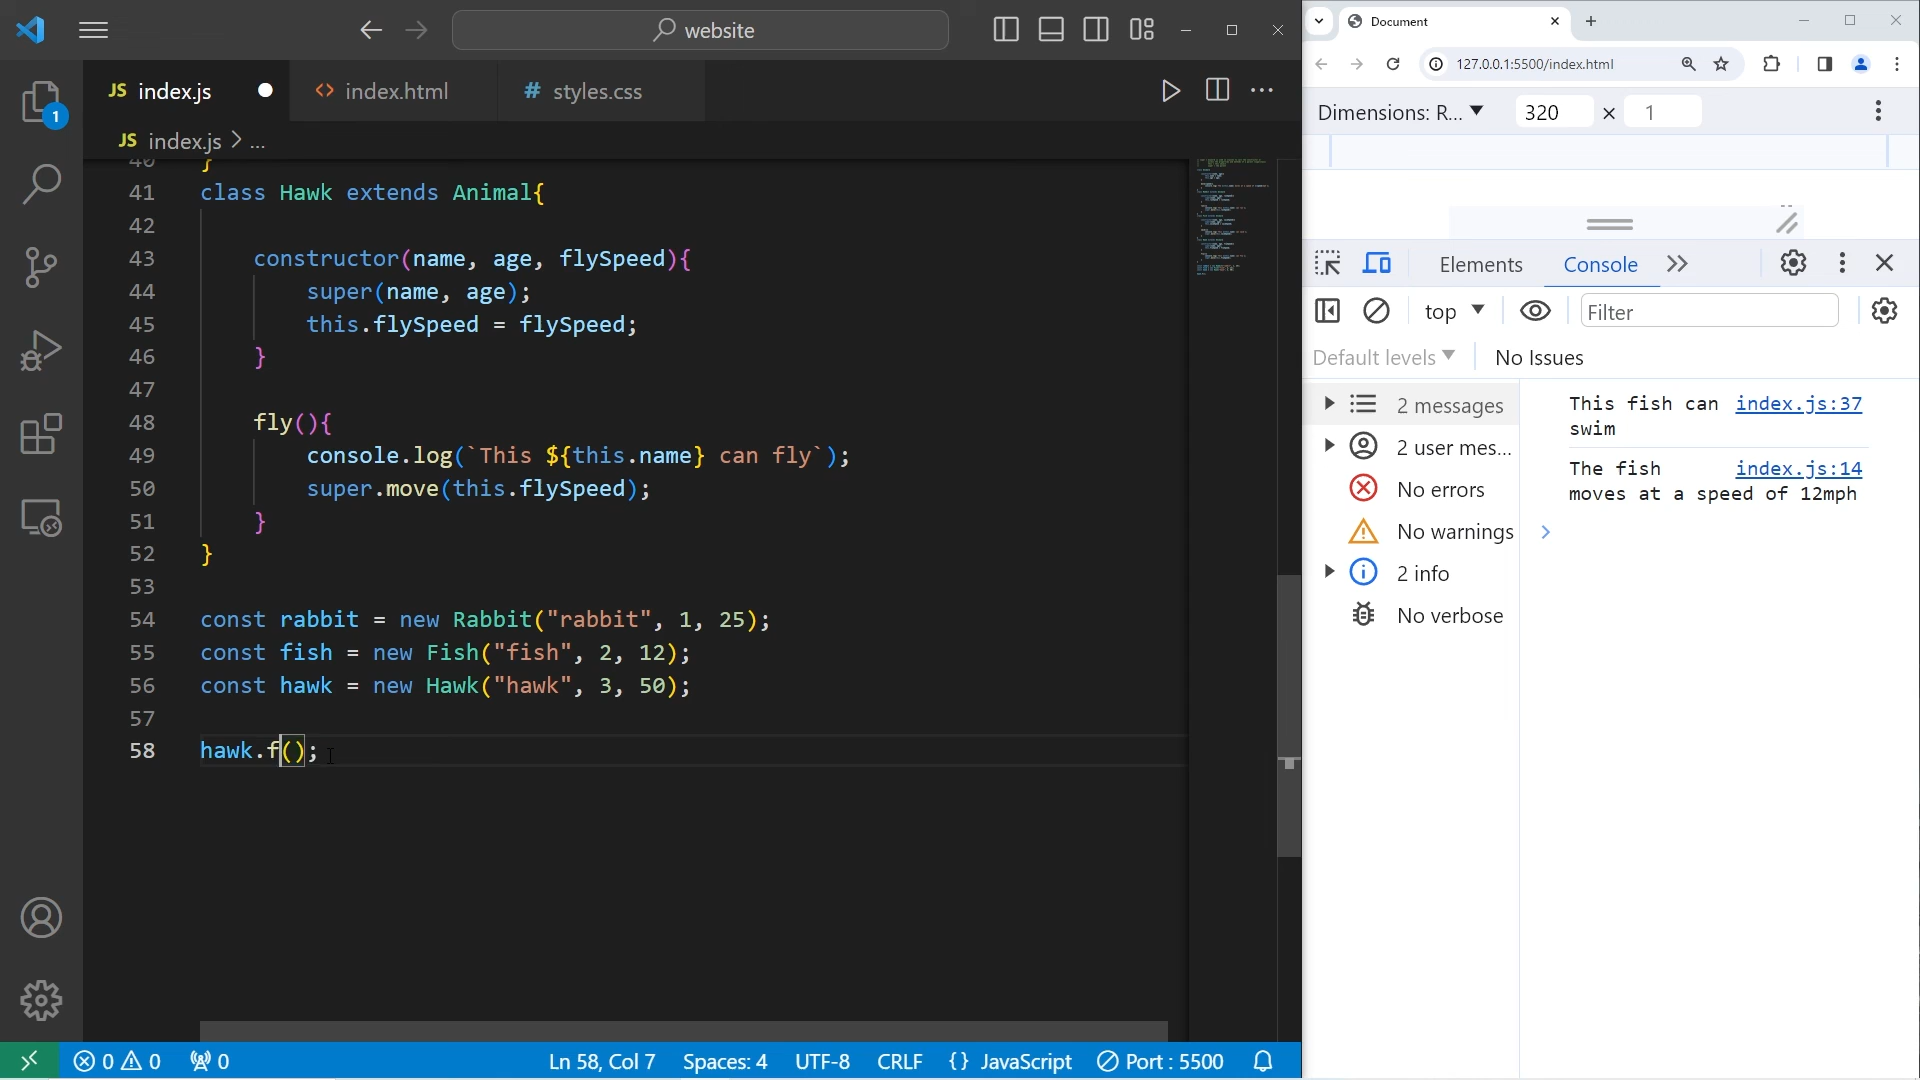 website
JS index.js
<> index.html
# styles.css
JS index.js > ...
40 }
41 class Hawk extends Animal{
42
43 constructor(name, age, flySpeed){
44 super(name, age);
45 this.flySpeed = flySpeed;
46 }
47
48 fly(){
49 console.log(`This ${this.name} can fly`);
50 super.move(this.flySpeed);
51 }
52 }
53
54 const rabbit = new Rabbit("rabbit", 1, 25);
55 const fish = new Fish("fish", 2, 12);
56 const hawk = new Hawk("hawk", 3, 50);
57
58 hawk.f();
1
0 0 0
Ln 58, Col 7 Spaces: 4 UTF-8 CRLF {} JavaScript Port : 5500
Document
127.0.0.1:5500/index.html
Dimensions: R... 320 × 1
Elements Console
top Filter
Default levels No Issues
2 messages
2 user mes...
No errors
No warnings
2 info
No verbose
This fish can index.js:37
swim
The fish index.js:14
moves at a speed of 12mph